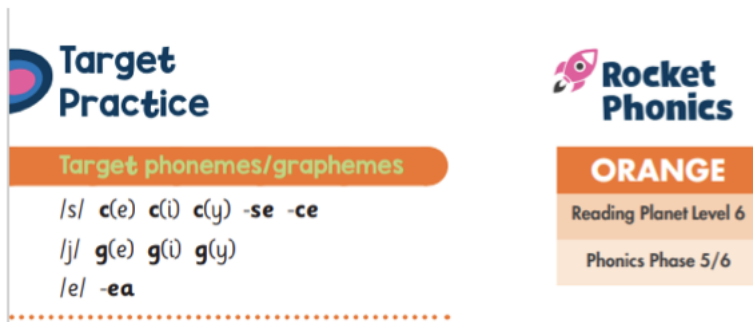 Target
Practice
Target phonemes/graphemes
/s/ c(e) c(i) c(y) -se -ce
/j/ g(e) g(i) g(y)
/e/ -ea
Rocket
Phonics
ORANGE
Reading Planet Level 6
Phonics Phase 5/6